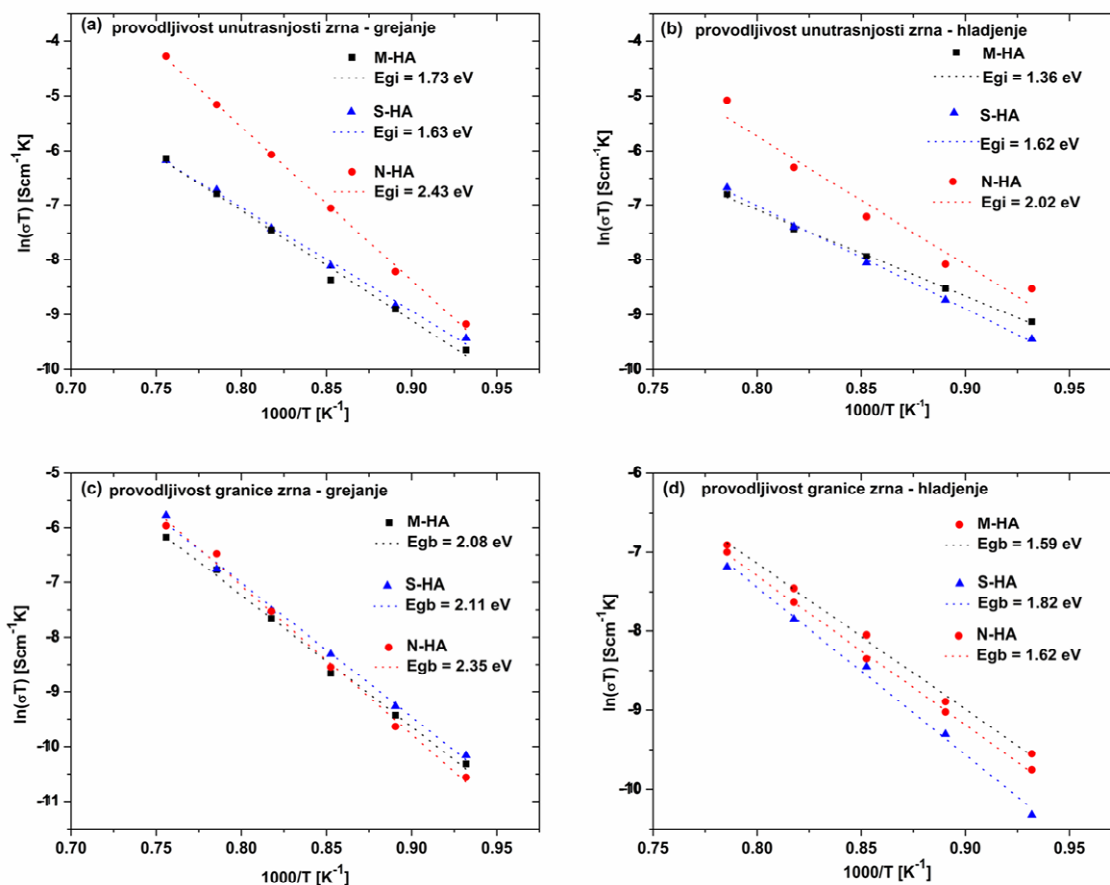 (a) provodljivost unutrasnjosti zrna - grejanje
M-HA
Egi = 1.73 eV
S-HA
Egi = 1.63 eV
N-HA
Egi = 2.43 eV
ln(σT) [Scm⁻¹K]
-4
-5
-6
-7
-8
-9
-10
0.70 0.75 0.80 0.85 0.90 0.95
1000/T [K⁻¹]
(b) provodljivost unutrasnjosti zrna - hladjenje
M-HA
Egi = 1.36 eV
S-HA
Egi = 1.62 eV
N-HA
Egi = 2.02 eV
ln(σT) [Scm⁻¹K]
-4
-5
-6
-7
-8
-9
-10
0.75 0.80 0.85 0.90 0.95
1000/T [K⁻¹]
(c) provodljivost granice zrna - grejanje
M-HA
Egb = 2.08 eV
S-HA
Egb = 2.11 eV
N-HA
Egb = 2.35 eV
ln(σT) [Scm⁻¹K]
-5
-6
-7
-8
-9
-10
-11
0.70 0.75 0.80 0.85 0.90 0.95
1000/T [K⁻¹]
(d) provodljivost granice zrna - hladjenje
M-HA
Egb = 1.59 eV
S-HA
Egb = 1.82 eV
N-HA
Egb = 1.62 eV
ln(σT) [Scm⁻¹K]
-6
-7
-8
-9
-10
0.75 0.80 0.85 0.90 0.95
1000/T [K⁻¹]